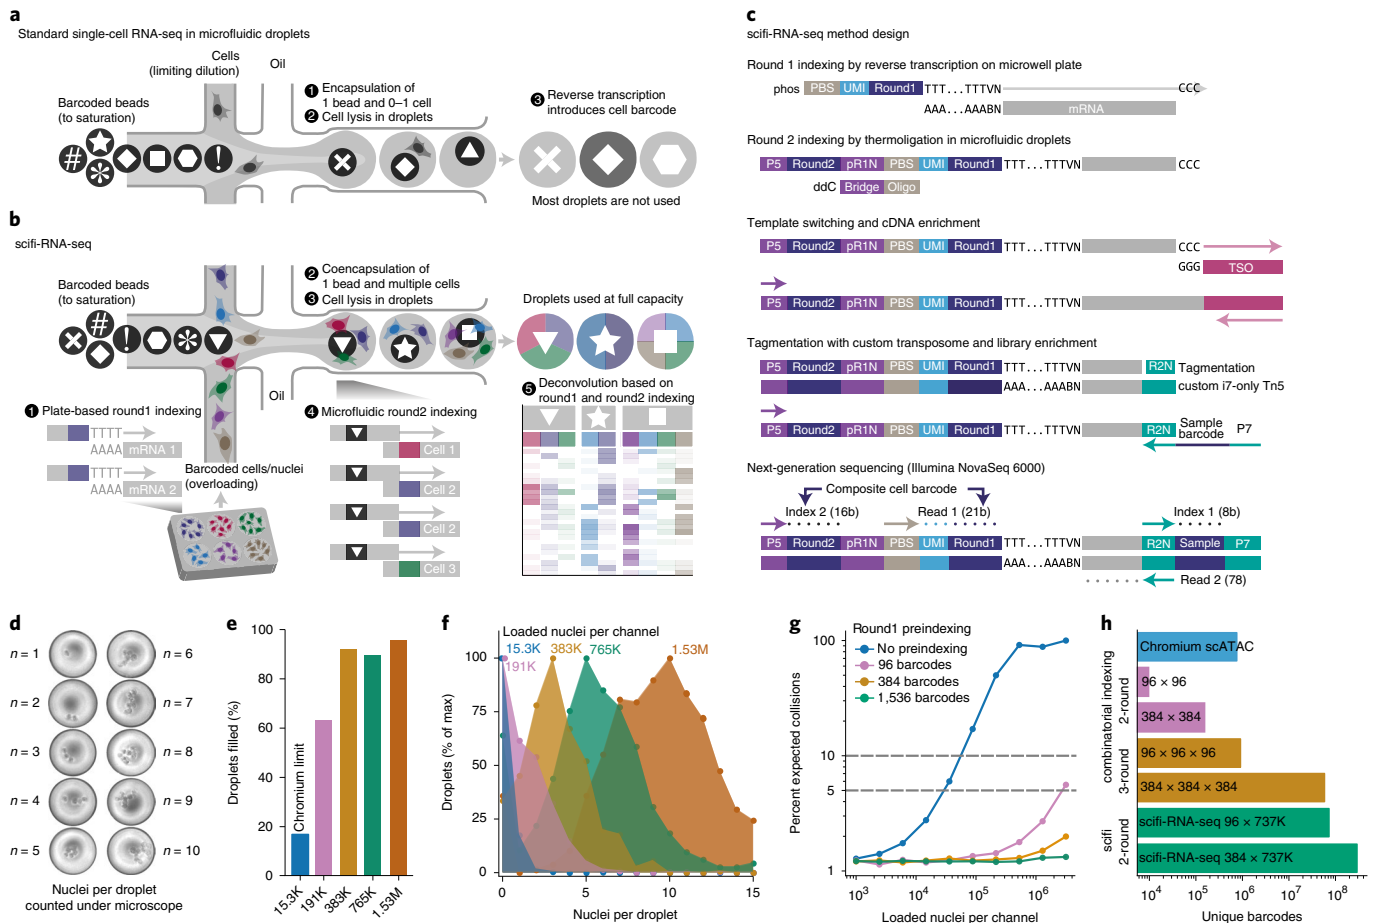 a
Standard single-cell RNA-seq in microfluidic droplets
Cells
(limiting dilution)
Oil
Barcoded beads
(to saturation)
# * !
1 Encapsulation of
1 bead and 0–1 cell
2 Cell lysis in droplets
3 Reverse transcription
introduces cell barcode
Most droplets are not used
b
scifi-RNA-seq
Barcoded beads
(to saturation)
# ! *
2 Coencapsulation of
1 bead and multiple cells
3 Cell lysis in droplets
Droplets used at full capacity
Oil
1 Plate-based round1 indexing
TTTT
AAAA mRNA 1
TTTT
AAAA mRNA 2
Barcoded cells/nuclei
(overloading)
4 Microfluidic round2 indexing
Cell 1
Cell 2
Cell 2
Cell 3
5 Deconvolution based on
round1 and round2 indexing
c
scifi-RNA-seq method design
Round 1 indexing by reverse transcription on microwell plate
phos PBS UMI Round1 TTT...TTTVN CCC
AAA...AAABN mRNA
Round 2 indexing by thermoligation in microfluidic droplets
P5 Round2 pR1N PBS UMI Round1 TTT...TTTVN CCC
ddC Bridge Oligo
Template switching and cDNA enrichment
P5 Round2 pR1N PBS UMI Round1 TTT...TTTVN CCC
GGG TSO
P5 Round2 pR1N PBS UMI Round1 TTT...TTTVN
Tagmentation with custom transposome and library enrichment
P5 Round2 pR1N PBS UMI Round1 TTT...TTTVN R2N Tagmentation
AAA...AAABN custom i7-only Tn5
P5 Round2 pR1N PBS UMI Round1 TTT...TTTVN R2N Sample
barcode P7
Next-generation sequencing (Illumina NovaSeq 6000)
Composite cell barcode
Index 2 (16b) Read 1 (21b) Index 1 (8b)
P5 Round2 pR1N PBS UMI Round1 TTT...TTTVN R2N Sample P7
AAA...AAABN
Read 2 (78)
d
n = 1 n = 6
n = 2 n = 7
n = 3 n = 8
n = 4 n = 9
n = 5 n = 10
Nuclei per droplet
counted under microscope
e
Droplets filled (%)
100
80
60
40
20
0
Chromium limit
15.3K 191K 383K 765K 1.53M
f
Loaded nuclei per channel
15.3K 383K 765K 1.53M
191K
Droplets (% of max)
100
75
50
25
0
0 5 10 15
Nuclei per droplet
g
Round1 preindexing
No preindexing
96 barcodes
384 barcodes
1,536 barcodes
Percent expected collisions
100
10
5
1
10³ 10⁴ 10⁵ 10⁶
Loaded nuclei per channel
h
combinatorial indexing
2-round
3-round
scifi
2-round
Chromium scATAC
96 × 96
384 × 384
96 × 96 × 96
384 × 384 × 384
scifi-RNA-seq 96 × 737K
scifi-RNA-seq 384 × 737K
10⁴ 10⁵ 10⁶ 10⁷ 10⁸
Unique barcodes